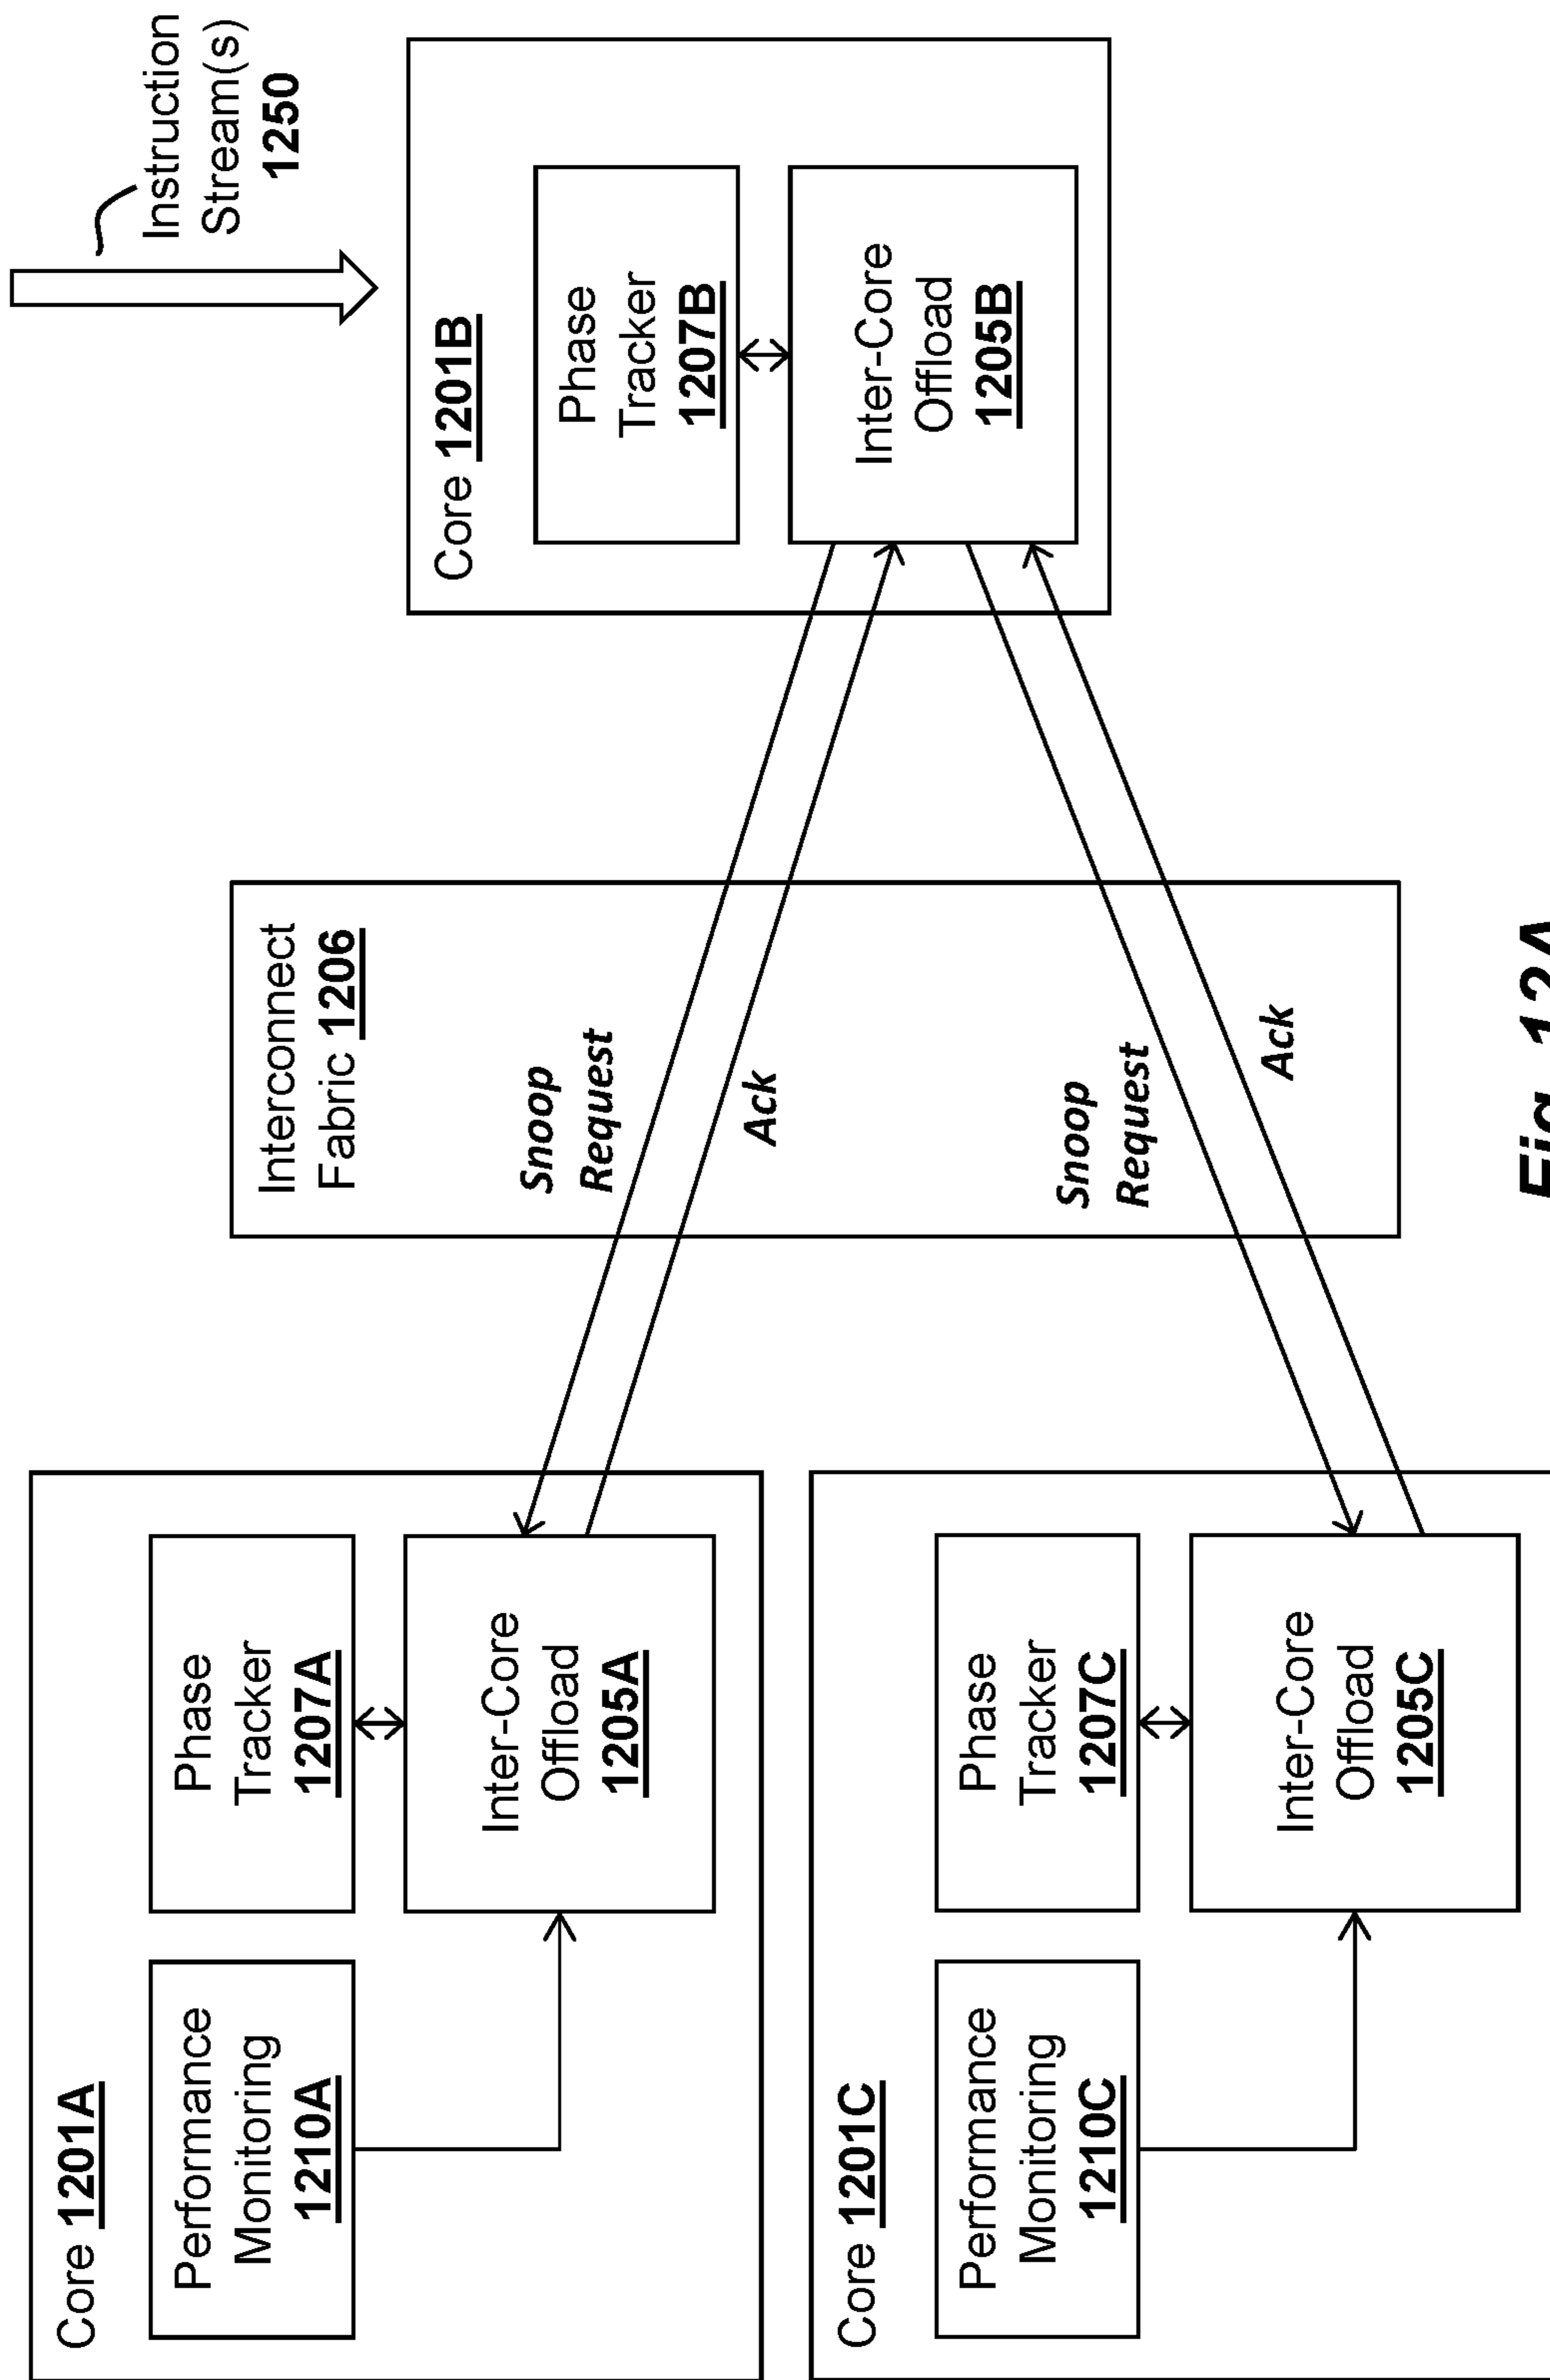 Core 1201A
Performance
Monitoring
1210A
Phase
Tracker
1207A
Inter-Core
Offload
1205A
Core 1201C
Performance
Monitoring
1210C
Phase
Tracker
1207C
Inter-Core
Offload
1205C
Interconnect
Fabric 1206
Snoop
Request
Ack
Snoop
Request
Ack
Instruction
Stream(s)
1250
Core 1201B
Phase
Tracker
1207B
Inter-Core
Offload
1205B
Fig. 12A